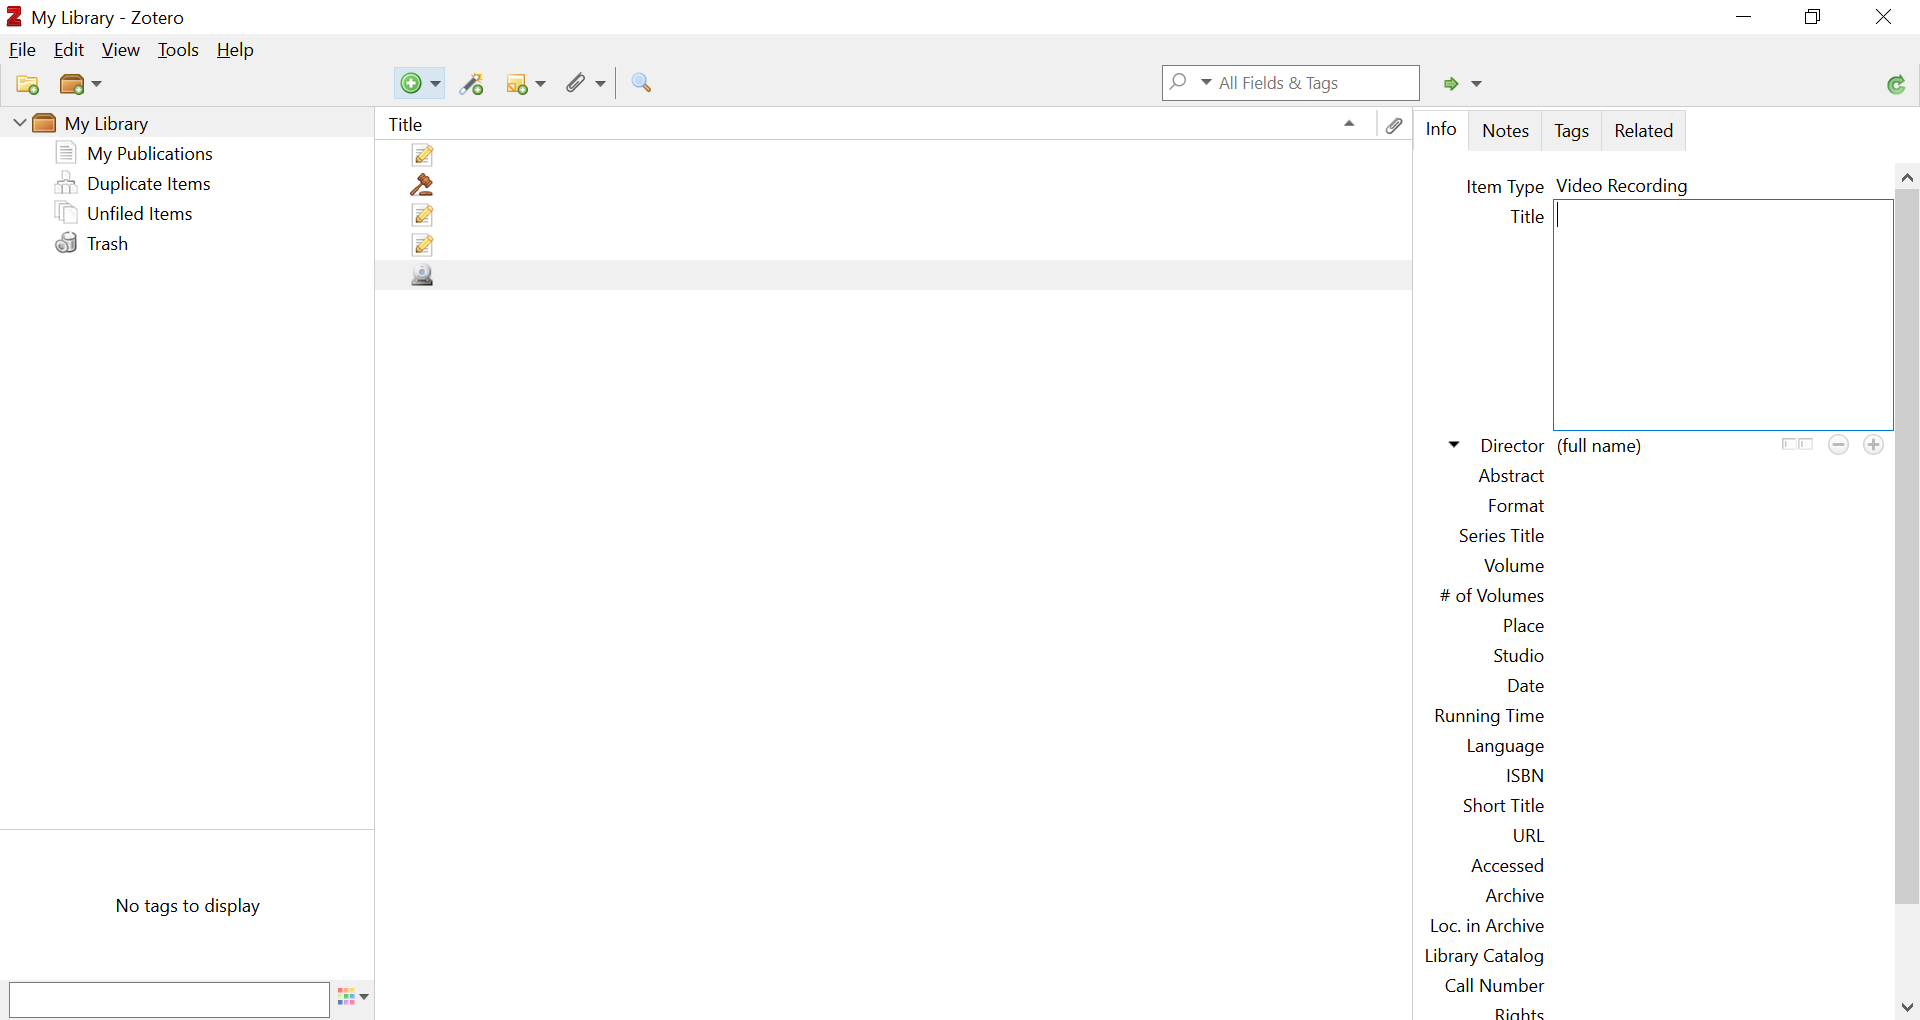 My Library - Zotero
File Edit View Tools Help
All Fields & Tags
My Library
My Publications
Duplicate Items
Unfiled Items
Trash
No tags to display
Title
Info Notes Tags Related
Item Type Video Recording
Title
Director (full name)
Abstract
Format
Series Title
Volume
# of Volumes
Place
Studio
Date
Running Time
Language
ISBN
Short Title
URL
Accessed
Archive
Loc. in Archive
Library Catalog
Call Number
Rights